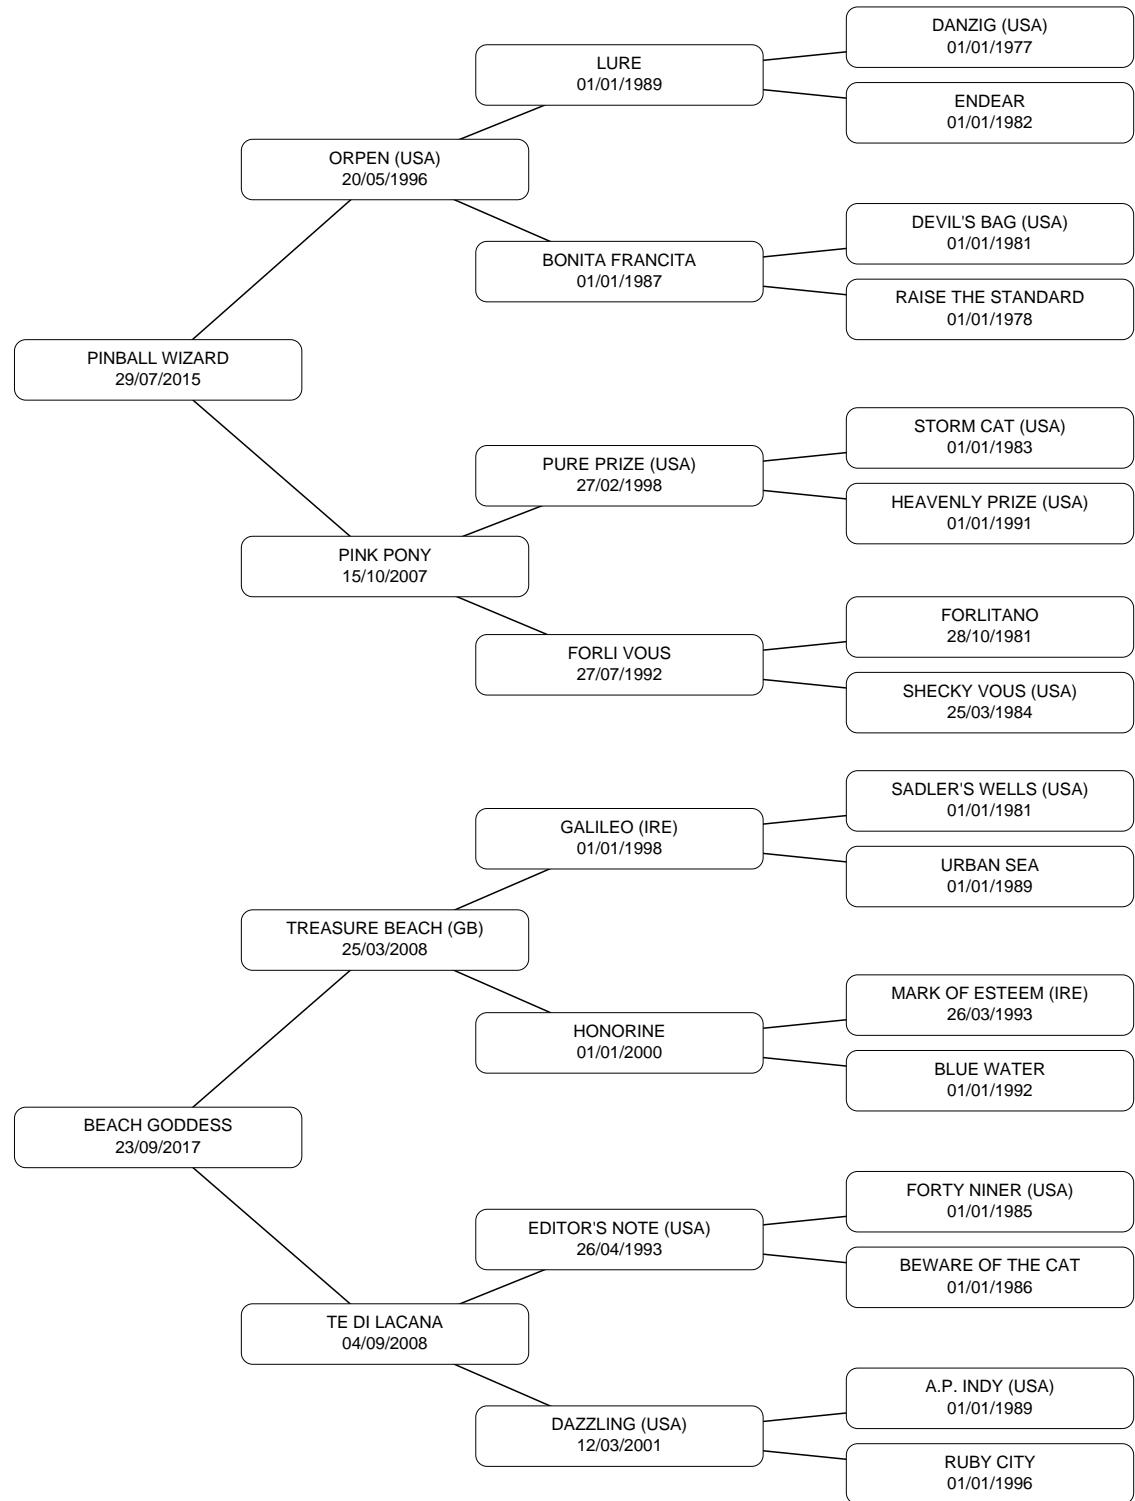 DANZIG (USA)
01/01/1977
LURE
01/01/1989
ENDEAR
01/01/1982
ORPEN (USA)
20/05/1996
DEVIL'S BAG (USA)
01/01/1981
BONITA FRANCITA
01/01/1987
RAISE THE STANDARD
01/01/1978
PINBALL WIZARD
29/07/2015
STORM CAT (USA)
01/01/1983
PURE PRIZE (USA)
27/02/1998
HEAVENLY PRIZE (USA)
01/01/1991
PINK PONY
15/10/2007
FORLITANO
28/10/1981
FORLI VOUS
27/07/1992
SHECKY VOUS (USA)
25/03/1984
SADLER'S WELLS (USA)
01/01/1981
GALILEO (IRE)
01/01/1998
URBAN SEA
01/01/1989
TREASURE BEACH (GB)
25/03/2008
MARK OF ESTEEM (IRE)
26/03/1993
HONORINE
01/01/2000
BLUE WATER
01/01/1992
BEACH GODDESS
23/09/2017
FORTY NINER (USA)
01/01/1985
EDITOR'S NOTE (USA)
26/04/1993
BEWARE OF THE CAT
01/01/1986
TE DI LACANA
04/09/2008
A.P. INDY (USA)
01/01/1989
DAZZLING (USA)
12/03/2001
RUBY CITY
01/01/1996